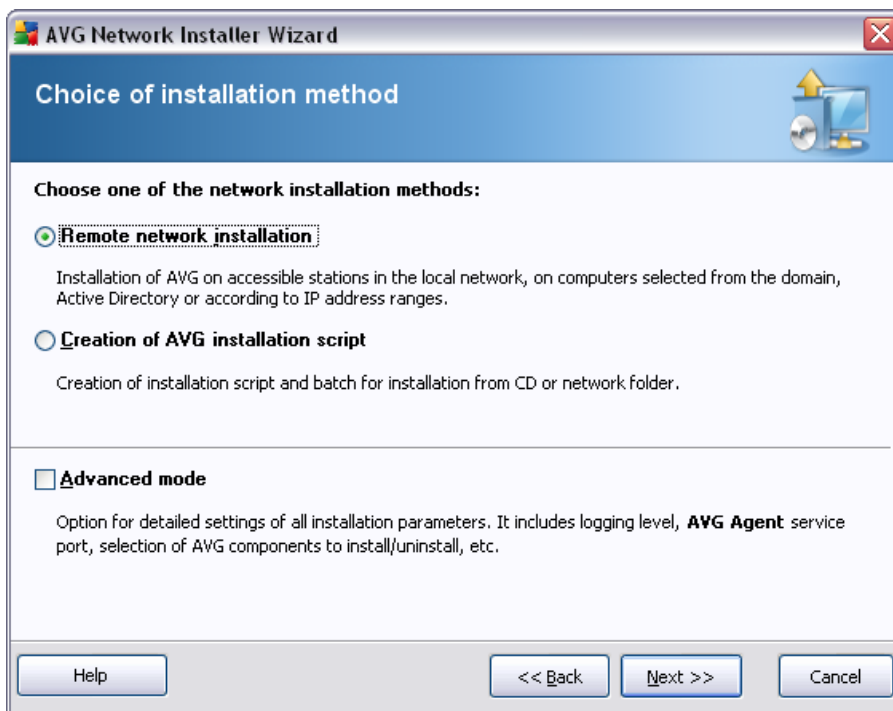 AVG Network Installer Wizard
Choice of installation method
Choose one of the network installation methods:
Remote network installation
Installation of AVG on accessible stations in the local network, on computers selected from the domain,
Active Directory or according to IP address ranges.
Creation of AVG installation script
Creation of installation script and batch for installation from CD or network folder.
Advanced mode
Option for detailed settings of all installation parameters. It includes logging level, AVG Agent service
port, selection of AVG components to install/uninstall, etc.
Help
<< Back
Next >>
Cancel